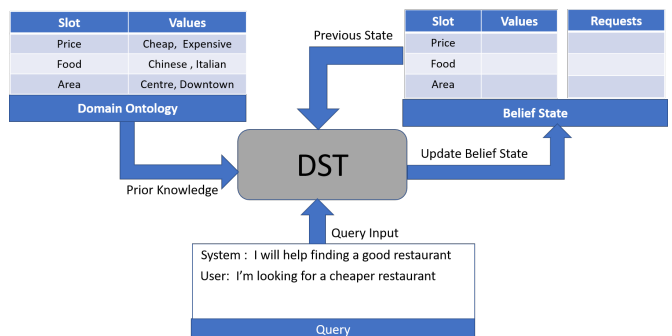 Slot Values
Price Cheap, Expensive
Food Chinese , Italian
Area Centre, Downtown
Domain Ontology
Previous State
Slot Values Requests
Price
Food
Area
Belief State
DST
Update Belief State
Prior Knowledge
Query Input
System : I will help finding a good restaurant
User: I'm looking for a cheaper restaurant
Query